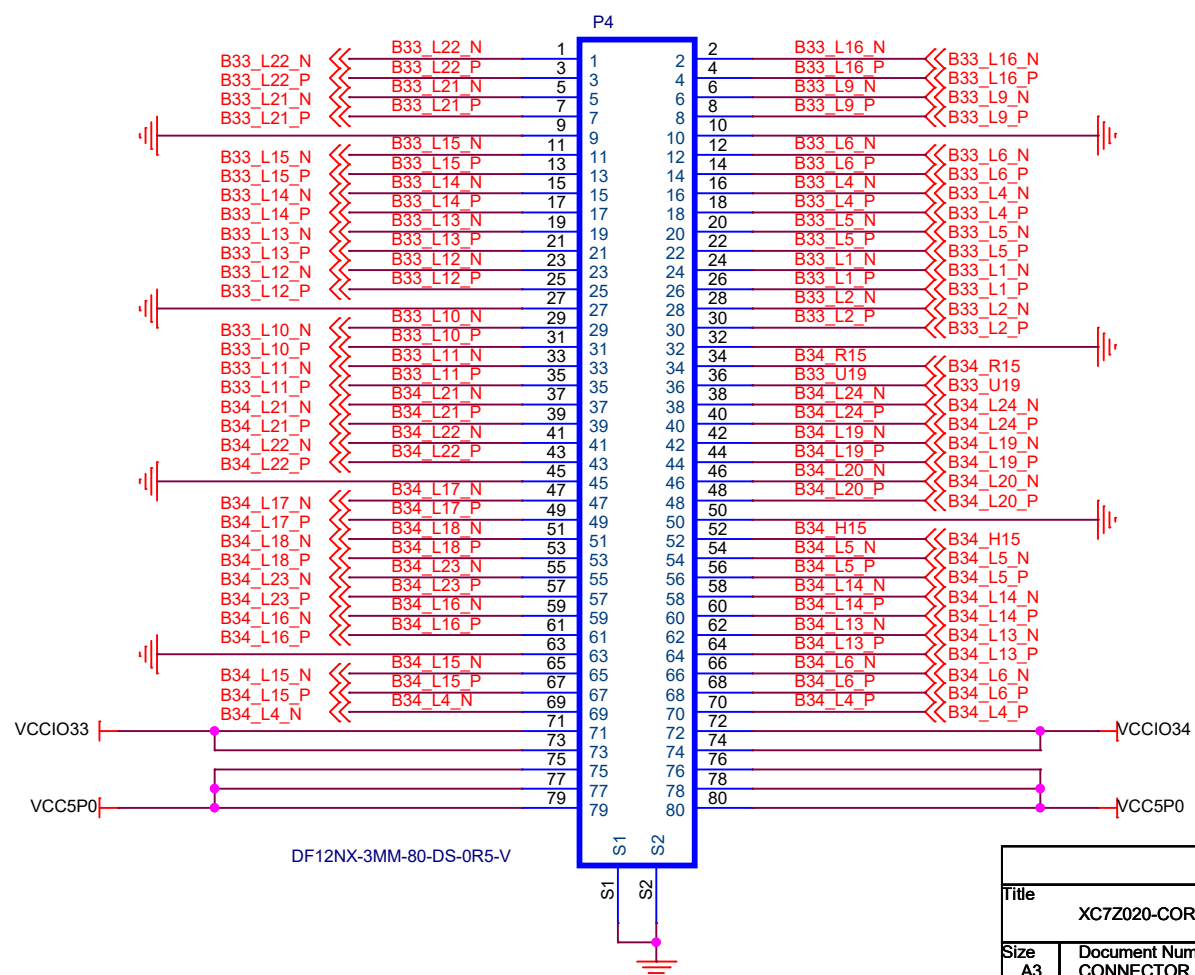 P4
B33_L22_N B33_L22_N 1 1 2 2 B33_L16_N B33_L16_N
B33_L22_P B33_L22_P 3 3 4 4 B33_L16_P B33_L16_P
B33_L21_N B33_L21_N 5 5 6 6 B33_L9_N B33_L9_N
B33_L21_P B33_L21_P 7 7 8 8 B33_L9_P B33_L9_P
9 9 10 10
B33_L15_N B33_L15_N 11 11 12 12 B33_L6_N B33_L6_N
B33_L15_P B33_L15_P 13 13 14 14 B33_L6_P B33_L6_P
B33_L14_N B33_L14_N 15 15 16 16 B33_L4_N B33_L4_N
B33_L14_P B33_L14_P 17 17 18 18 B33_L4_P B33_L4_P
B33_L13_N B33_L13_N 19 19 20 20 B33_L5_N B33_L5_N
B33_L13_P B33_L13_P 21 21 22 22 B33_L5_P B33_L5_P
B33_L12_N B33_L12_N 23 23 24 24 B33_L1_N B33_L1_N
B33_L12_P B33_L12_P 25 25 26 26 B33_L1_P B33_L1_P
27 27 28 28 B33_L2_N B33_L2_N
B33_L10_N B33_L10_N 29 29 30 30 B33_L2_P B33_L2_P
B33_L10_P B33_L10_P 31 31 32 32
B33_L11_N B33_L11_N 33 33 34 34 B34_R15 B34_R15
B33_L11_P B33_L11_P 35 35 36 36 B33_U19 B33_U19
B34_L21_N B34_L21_N 37 37 38 38 B34_L24_N B34_L24_N
B34_L21_P B34_L21_P 39 39 40 40 B34_L24_P B34_L24_P
B34_L22_N B34_L22_N 41 41 42 42 B34_L19_N B34_L19_N
B34_L22_P B34_L22_P 43 43 44 44 B34_L19_P B34_L19_P
45 45 46 46 B34_L20_N B34_L20_N
B34_L17_N B34_L17_N 47 47 48 48 B34_L20_P B34_L20_P
B34_L17_P B34_L17_P 49 49 50 50
B34_L18_N B34_L18_N 51 51 52 52 B34_H15 B34_H15
B34_L18_P B34_L18_P 53 53 54 54 B34_L5_N B34_L5_N
B34_L23_N B34_L23_N 55 55 56 56 B34_L5_P B34_L5_P
B34_L23_P B34_L23_P 57 57 58 58 B34_L14_N B34_L14_N
B34_L16_N B34_L16_N 59 59 60 60 B34_L14_P B34_L14_P
B34_L16_P B34_L16_P 61 61 62 62 B34_L13_N B34_L13_N
63 63 64 64 B34_L13_P B34_L13_P
B34_L15_N B34_L15_N 65 65 66 66 B34_L6_N B34_L6_N
B34_L15_P B34_L15_P 67 67 68 68 B34_L6_P B34_L6_P
B34_L4_N B34_L4_N 69 69 70 70 B34_L4_P B34_L4_P
VCCIO33 71 71 72 72 VCCIO34
73 73 74 74
75 75 76 76
77 77 78 78
VCC5P0 79 79 80 80 VCC5P0
DF12NX-3MM-80-DS-0R5-V
S1 S2
S1 S2
Title
XC7Z020-COR
Size
A3
Document Num
CONNECTOR